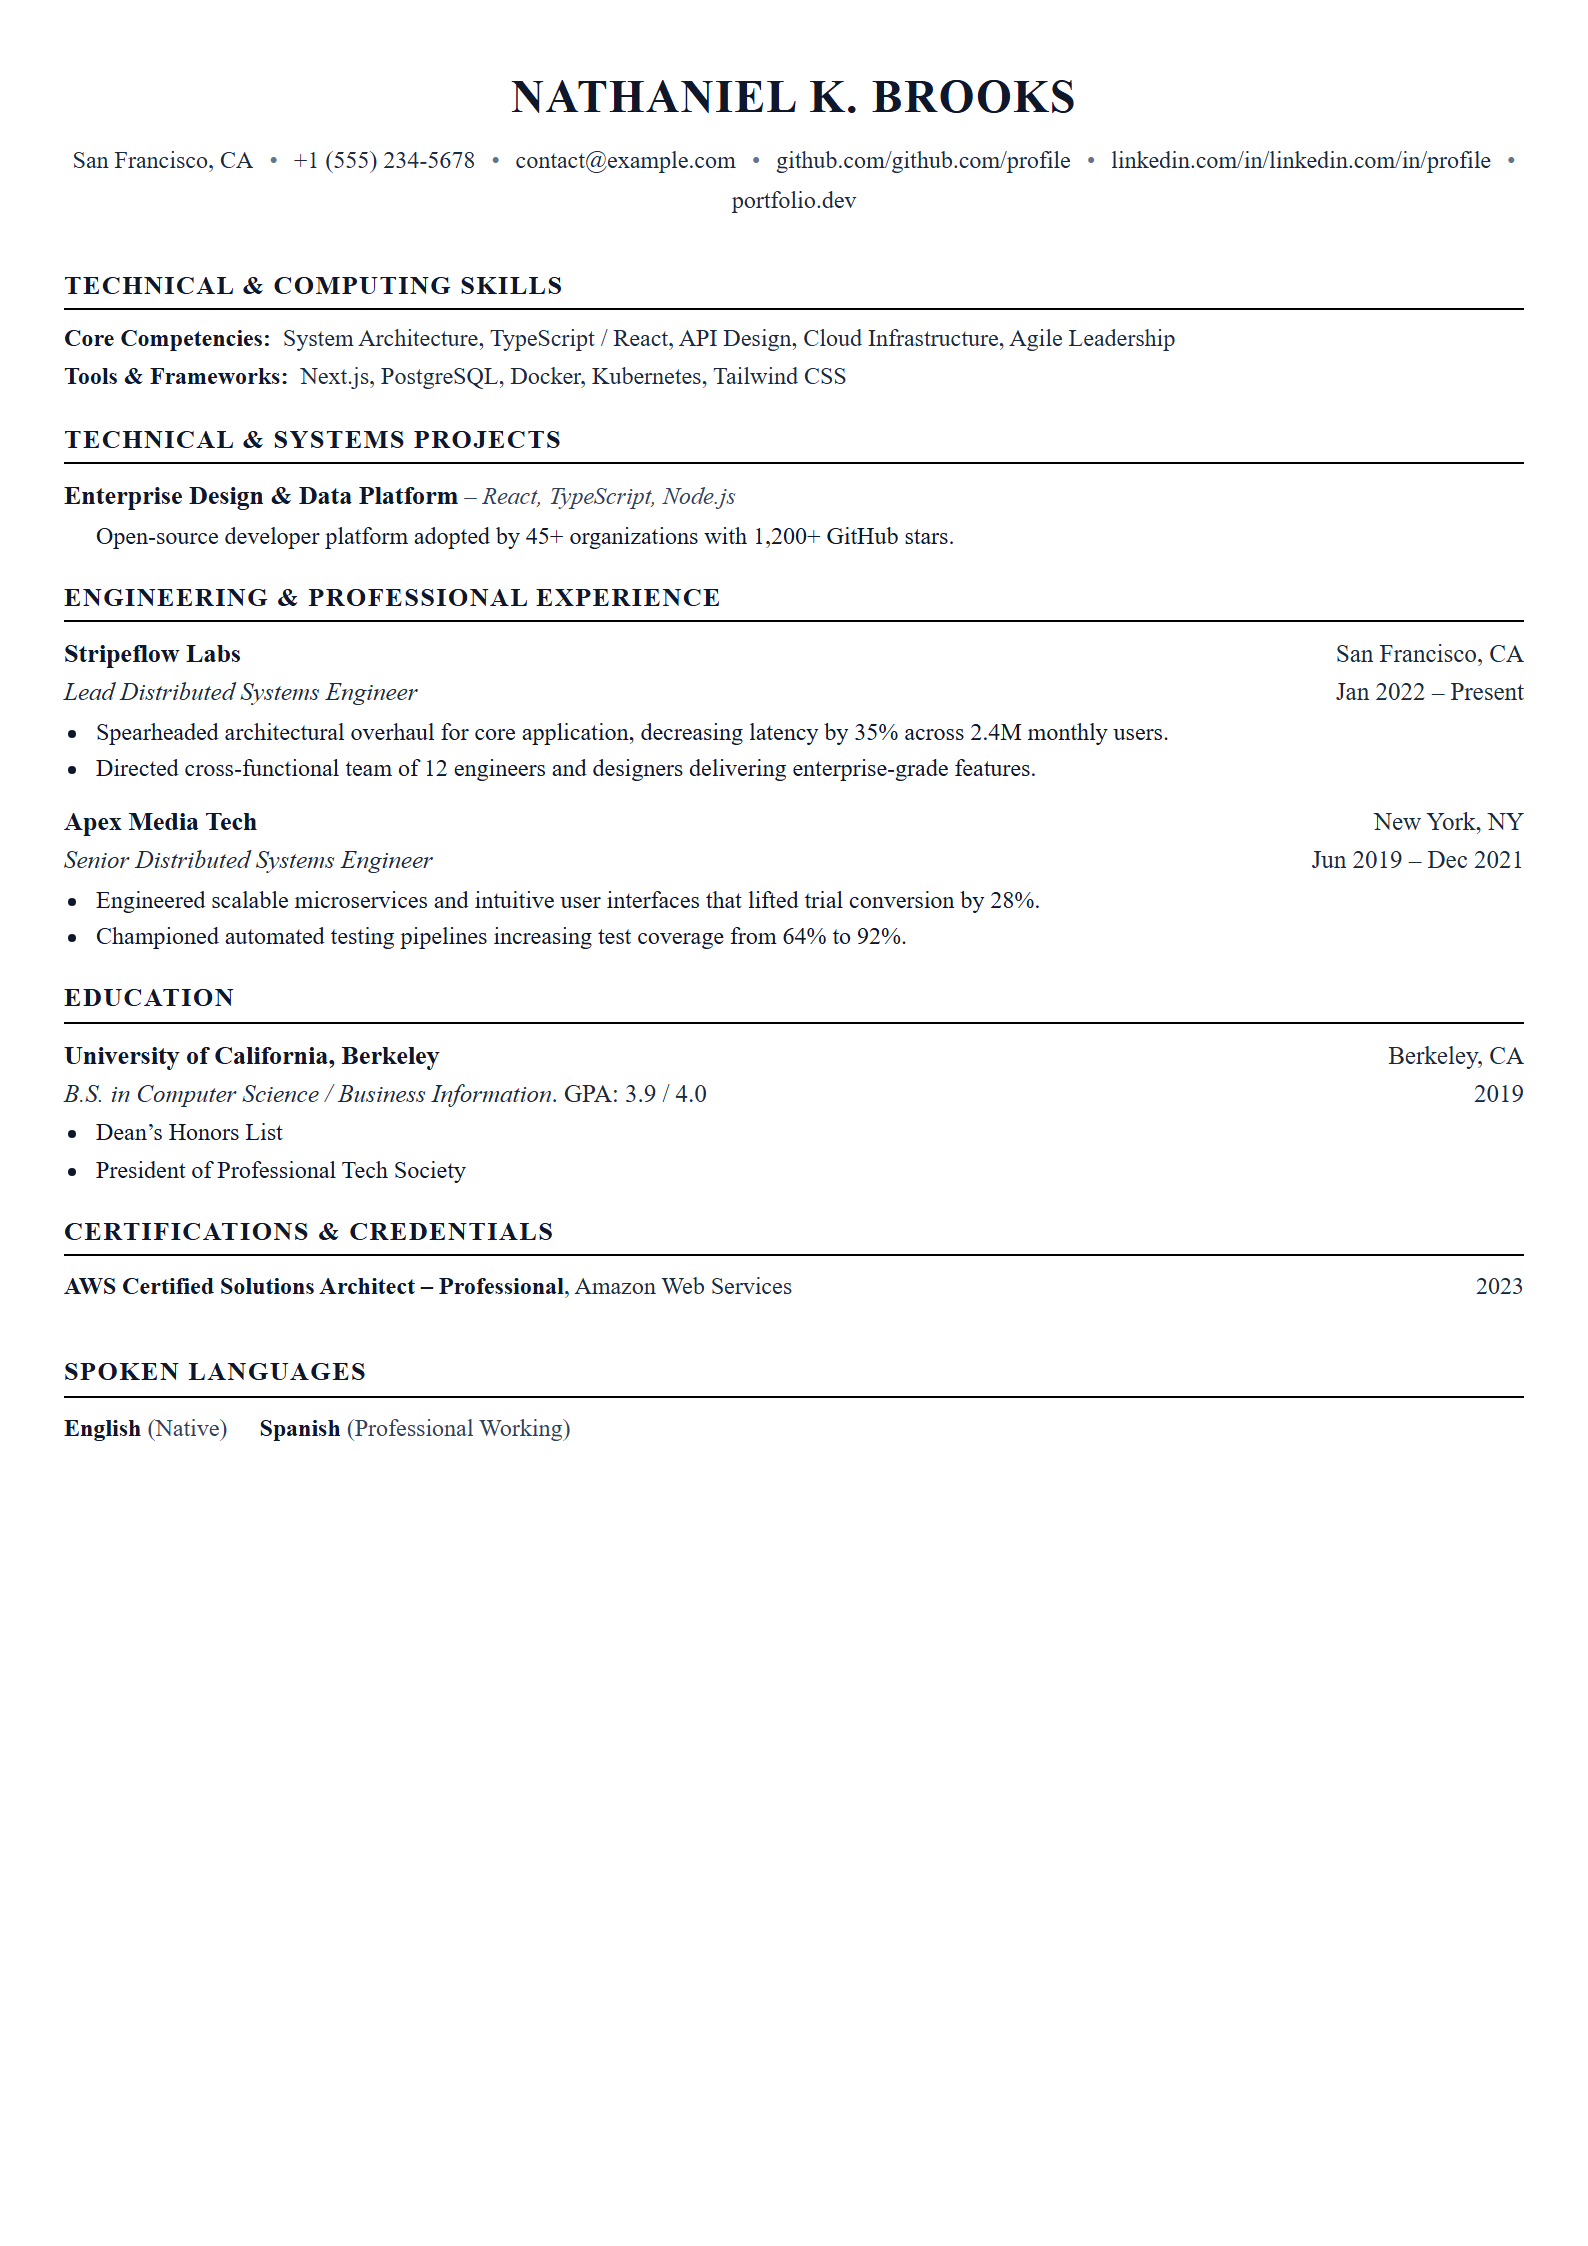 NATHANIEL K. BROOKS
San Francisco, CA • +1 (555) 234-5678 • contact@example.com • github.com/github.com/profile • linkedin.com/in/linkedin.com/in/profile •
portfolio.dev
TECHNICAL & COMPUTING SKILLS
Core Competencies: System Architecture, TypeScript / React, API Design, Cloud Infrastructure, Agile Leadership
Tools & Frameworks: Next.js, PostgreSQL, Docker, Kubernetes, Tailwind CSS
TECHNICAL & SYSTEMS PROJECTS
Enterprise Design & Data Platform – React, TypeScript, Node.js
Open-source developer platform adopted by 45+ organizations with 1,200+ GitHub stars.
ENGINEERING & PROFESSIONAL EXPERIENCE
Stripeflow Labs San Francisco, CA
Lead Distributed Systems Engineer Jan 2022 – Present
• Spearheaded architectural overhaul for core application, decreasing latency by 35% across 2.4M monthly users.
• Directed cross-functional team of 12 engineers and designers delivering enterprise-grade features.
Apex Media Tech New York, NY
Senior Distributed Systems Engineer Jun 2019 – Dec 2021
• Engineered scalable microservices and intuitive user interfaces that lifted trial conversion by 28%.
• Championed automated testing pipelines increasing test coverage from 64% to 92%.
EDUCATION
University of California, Berkeley Berkeley, CA
B.S. in Computer Science / Business Information. GPA: 3.9 / 4.0 2019
• Dean’s Honors List
• President of Professional Tech Society
CERTIFICATIONS & CREDENTIALS
AWS Certified Solutions Architect – Professional, Amazon Web Services 2023
SPOKEN LANGUAGES
English (Native) Spanish (Professional Working)